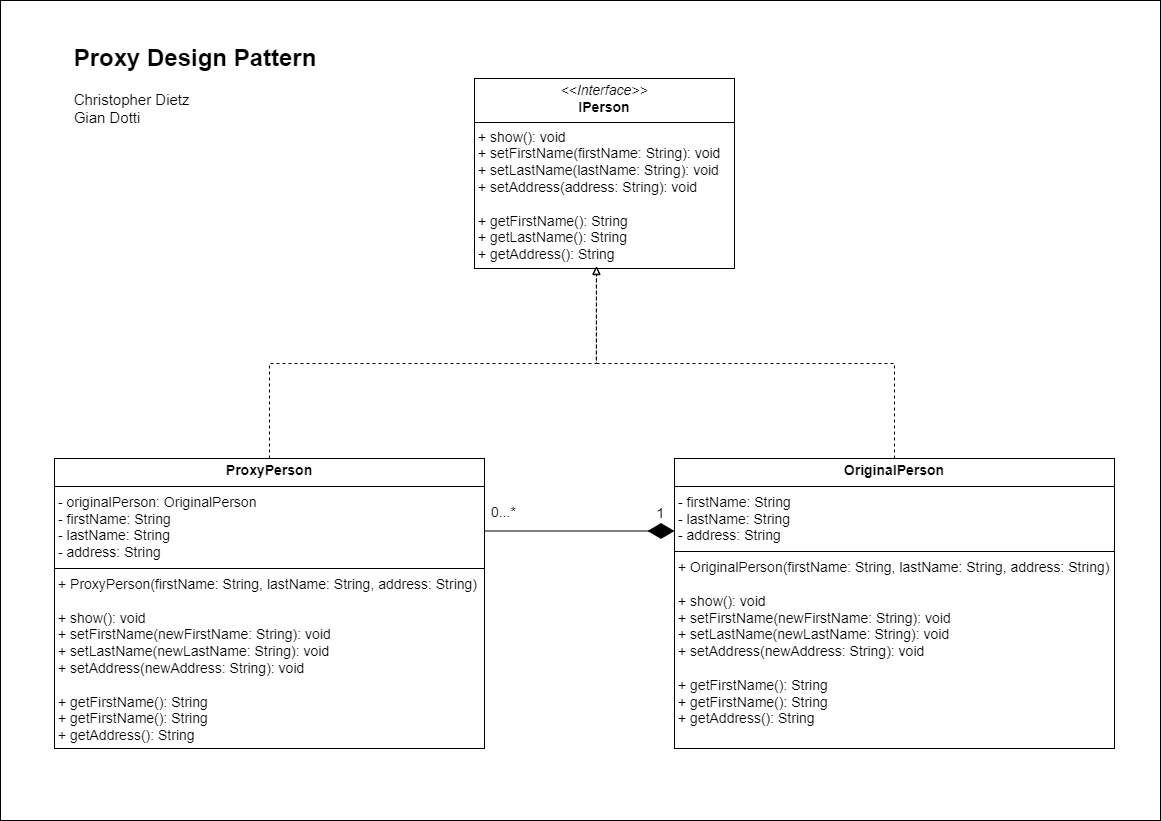 Proxy Design Pattern
Christopher Dietz
Gian Dotti
<<Interface>>
IPerson
+ show(): void
+ setFirstName(firstName: String): void
+ setLastName(lastName: String): void
+ setAddress(address: String): void
+ getFirstName(): String
+ getLastName(): String
+ getAddress(): String
ProxyPerson
- originalPerson: OriginalPerson
- firstName: String
- lastName: String
- address: String
+ ProxyPerson(firstName: String, lastName: String, address: String)
+ show(): void
+ setFirstName(newFirstName: String): void
+ setLastName(newLastName: String): void
+ setAddress(newAddress: String): void
+ getFirstName(): String
+ getFirstName(): String
+ getAddress(): String
0...*
1
OriginalPerson
- firstName: String
- lastName: String
- address: String
+ OriginalPerson(firstName: String, lastName: String, address: String)
+ show(): void
+ setFirstName(newFirstName: String): void
+ setLastName(newLastName: String): void
+ setAddress(newAddress: String): void
+ getFirstName(): String
+ getFirstName(): String
+ getAddress(): String